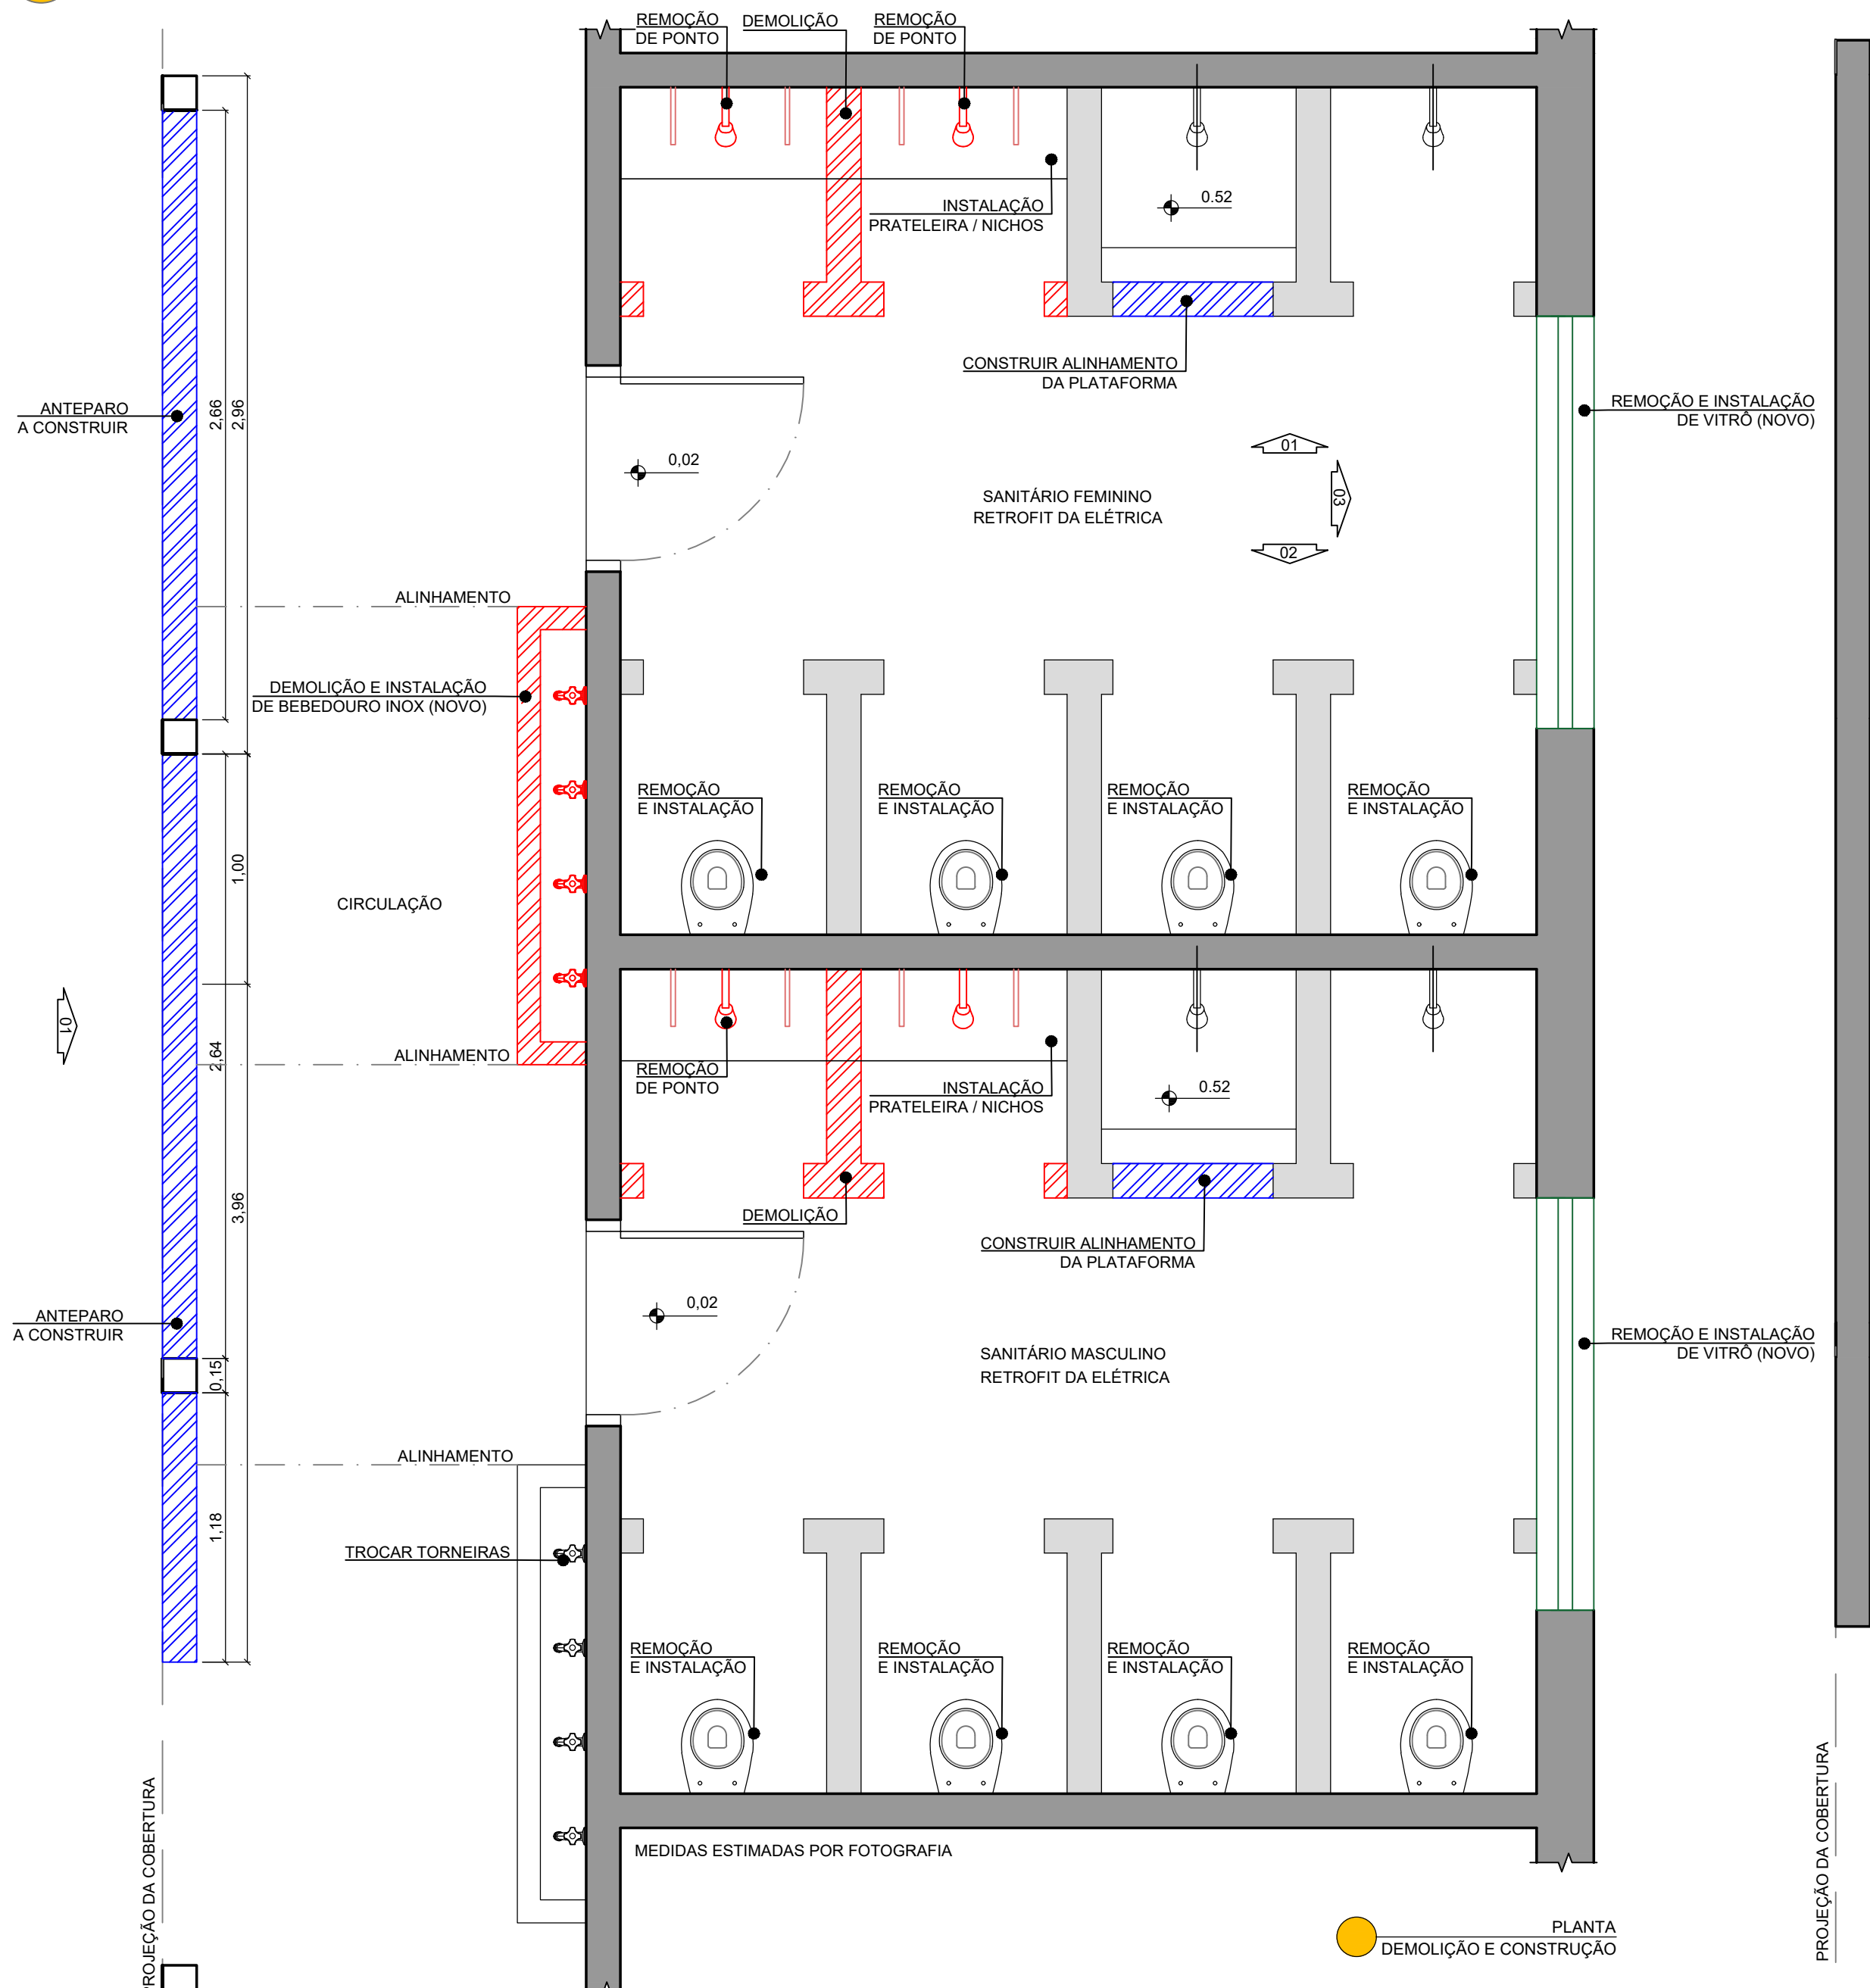 REMOÇÃO
DE PONTO
DEMOLIÇÃO
REMOÇÃO
DE PONTO
0.52
INSTALAÇÃO
PRATELEIRA / NICHOS
CONSTRUIR ALINHAMENTO
DA PLATAFORMA
ANTEPARO
A CONSTRUIR
2,66
2,96
REMOÇÃO E INSTALAÇÃO
DE VITRÔ (NOVO)
0,02
01
03
02
SANITÁRIO FEMININO
RETROFIT DA ELÉTRICA
ALINHAMENTO
DEMOLIÇÃO E INSTALAÇÃO
DE BEBEDOURO INOX (NOVO)
REMOÇÃO
E INSTALAÇÃO
REMOÇÃO
E INSTALAÇÃO
REMOÇÃO
E INSTALAÇÃO
REMOÇÃO
E INSTALAÇÃO
1,00
CIRCULAÇÃO
01
2,64
ALINHAMENTO
REMOÇÃO
DE PONTO
INSTALAÇÃO
PRATELEIRA / NICHOS
0.52
3,96
DEMOLIÇÃO
CONSTRUIR ALINHAMENTO
DA PLATAFORMA
ANTEPARO
A CONSTRUIR
0,02
REMOÇÃO E INSTALAÇÃO
DE VITRÔ (NOVO)
SANITÁRIO MASCULINO
RETROFIT DA ELÉTRICA
0,15
ALINHAMENTO
1,18
TROCAR TORNEIRAS
REMOÇÃO
E INSTALAÇÃO
REMOÇÃO
E INSTALAÇÃO
REMOÇÃO
E INSTALAÇÃO
REMOÇÃO
E INSTALAÇÃO
PROJEÇÃO DA COBERTURA
MEDIDAS ESTIMADAS POR FOTOGRAFIA
PLANTA
DEMOLIÇÃO E CONSTRUÇÃO
PROJEÇÃO DA COBERTURA